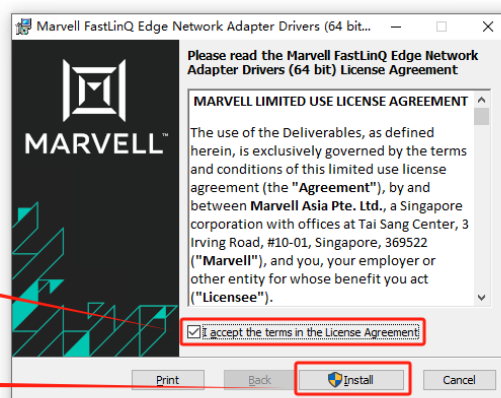 Marvell FastLinQ Edge Network Adapter Drivers (64 bit...
Please read the Marvell FastLinQ Edge Network
Adapter Drivers (64 bit) License Agreement
MARVELL™
MARVELL LIMITED USE LICENSE AGREEMENT
The use of the Deliverables, as defined
herein, is exclusively governed by the terms
and conditions of this limited use license
agreement (the "Agreement"), by and
between Marvell Asia Pte. Ltd., a Singapore
corporation with offices at Tai Sang Center, 3
Irving Road, #10-01, Singapore, 369522
("Marvell"), and you, your employer or
other entity for whose benefit you act
("Licensee").
I accept the terms in the License Agreement
Print
Back
Install
Cancel